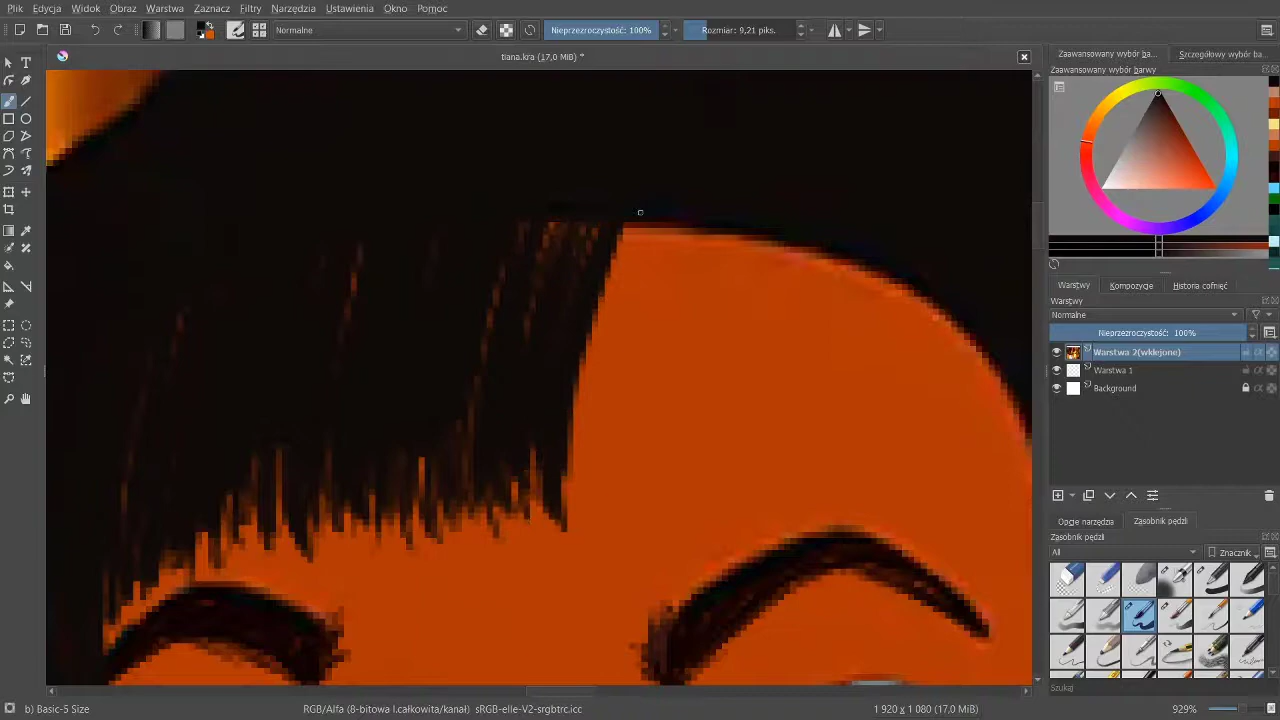 Plik Edycja Widok Obraz Warstwa Zaznacz Filtry Narzędzia Ustawienia Okno Pomoc
Normalne Nieprzezroczystość: 100% Rozmiar: 9,21 piks.
tiana.kra (17,0 MiB) *
Zaawansowany wybór ba... Szczegółowy wybór ba...
Zaawansowany wybór barwy
Warstwy Kompozycje Historia cofnięć
Warstwy
Normalne
Nieprzezroczystość: 100%
Warstwa 2(wklejone)
Warstwa 1
Background
Opcje narzędzia Zasobnik pędzli
Zasobnik pędzli
All Znacznik
Szukaj
b) Basic-5 Size RGB/Alfa (8-bitowa l.całkowita/kanał) sRGB-elle-V2-srgbtrc.icc 1 920 x 1 080 (17,0 MiB) 929%